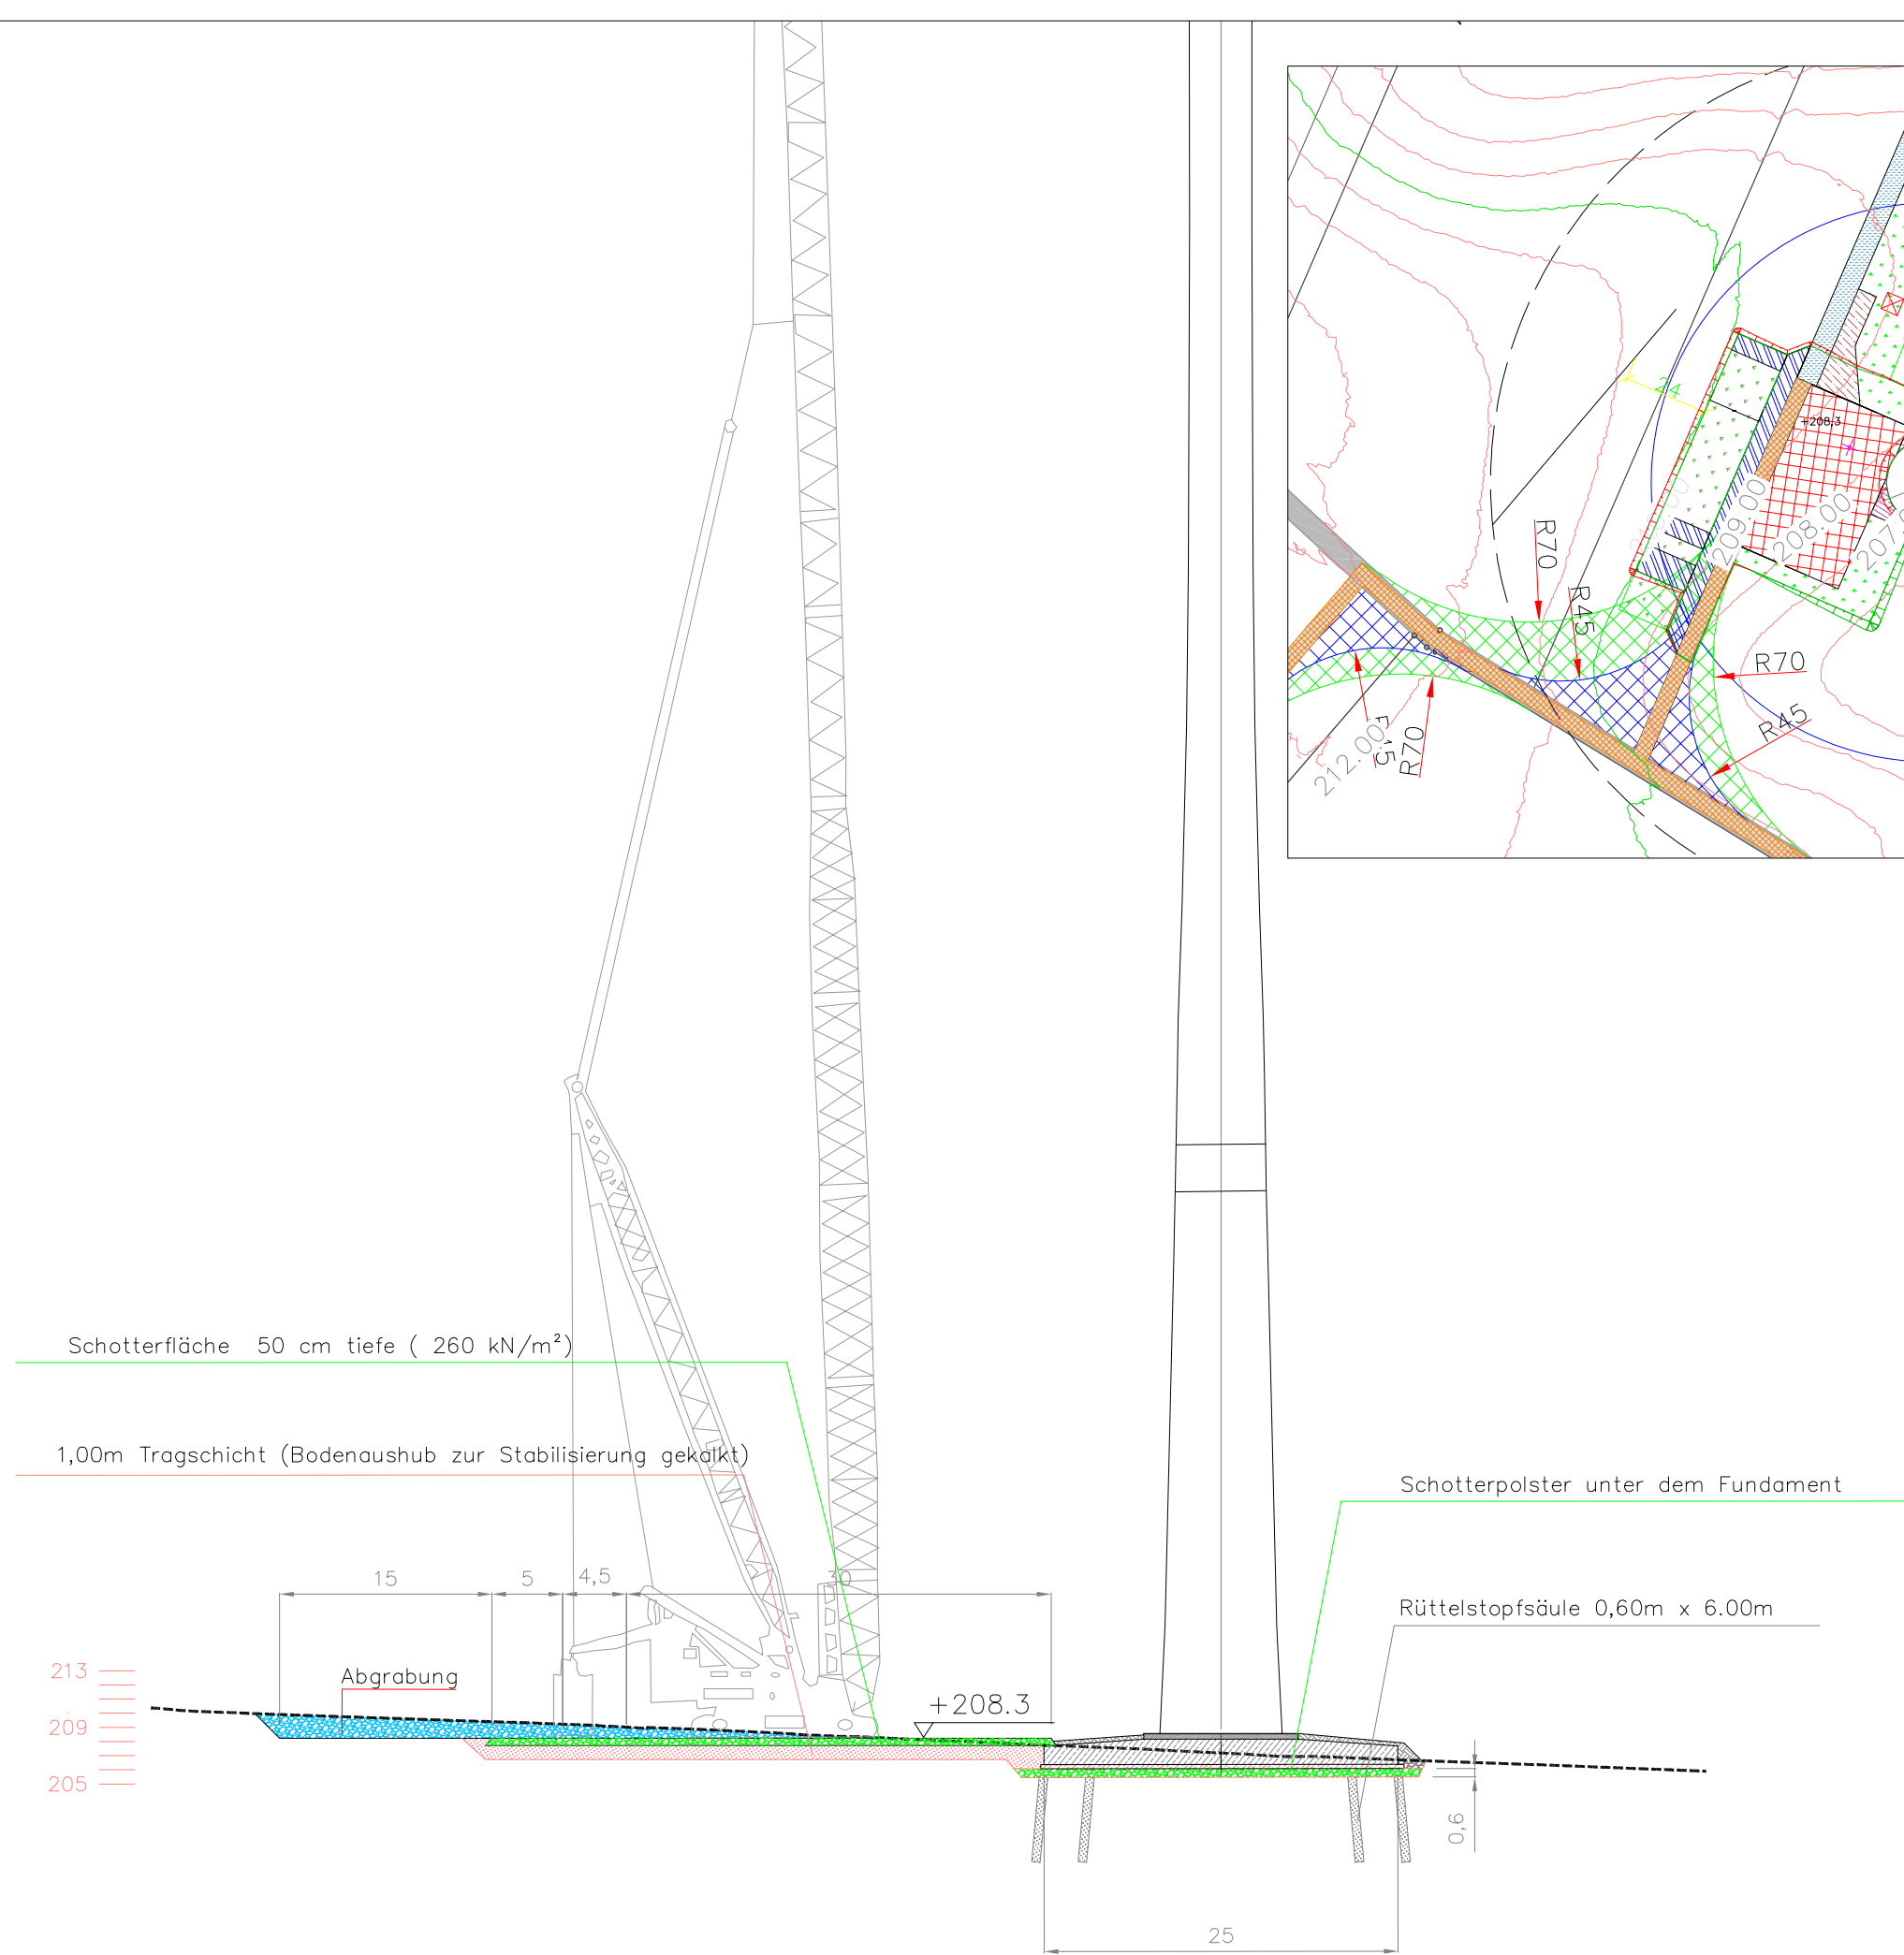 +208,3
24
209.00
208.00
R70
R45
R70
R45
212.00
R70
Schotterfläche 50 cm tiefe ( 260 kN/m²)
1,00m Tragschicht (Bodenaushub zur Stabilisierung gekalkt)
Schotterpolster unter dem Fundament
15
5
4,5
30
Rüttelstopfsäule 0,60m x 6.00m
213
Abgrabung
+208.3
209
205
0,6
25